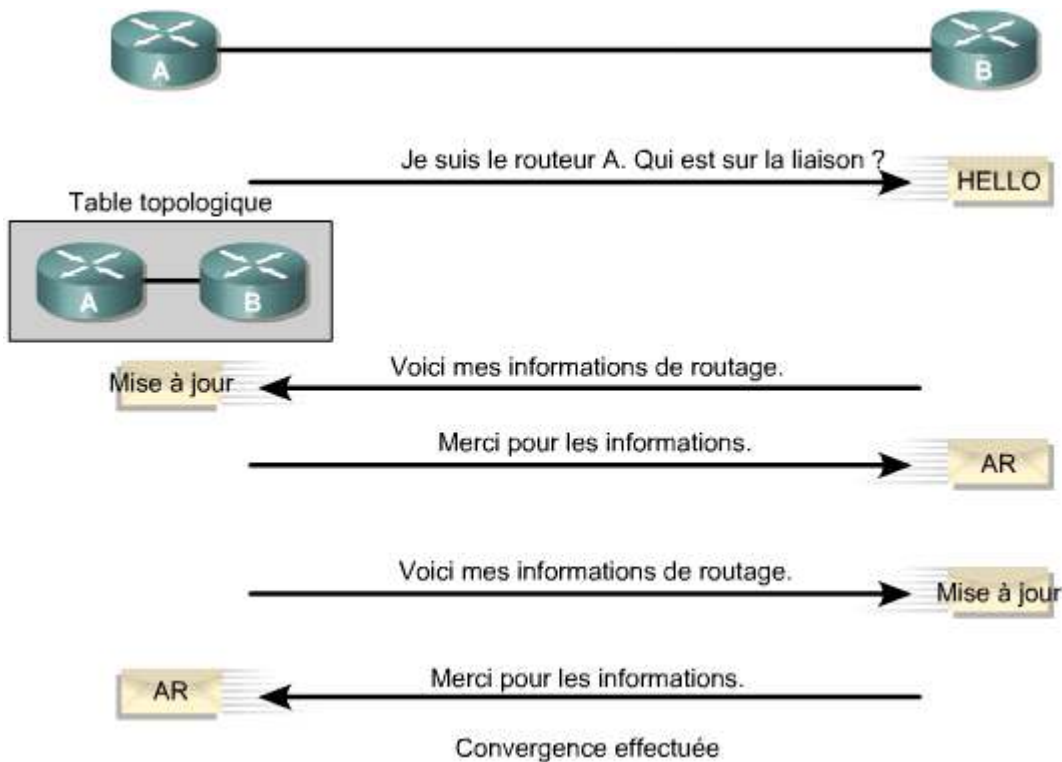 A
B
Je suis le routeur A. Qui est sur la liaison ?
HELLO
Table topologique
A
B
Voici mes informations de routage.
Mise à jour
Merci pour les informations.
AR
Voici mes informations de routage.
Mise à jour
Merci pour les informations.
AR
Convergence effectuée